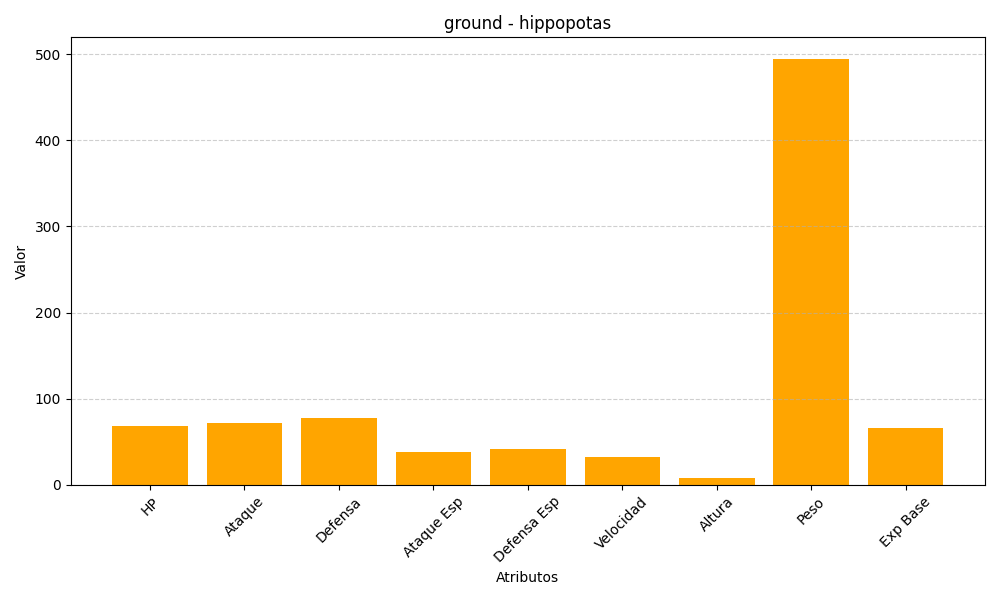 ground - hippopotas
Valor
500
400
300
200
100
0
HP
Ataque
Defensa
Ataque Esp
Defensa Esp
Velocidad
Altura
Peso
Exp Base
Atributos